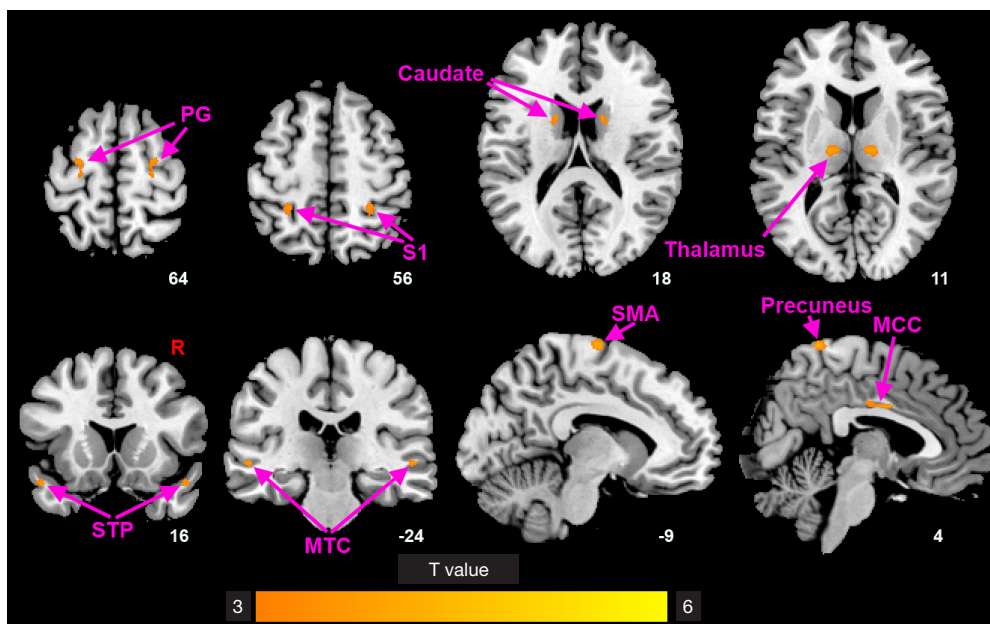 PG
64
S1
56
Caudate
18
Thalamus
11
R
STP
16
MTC
-24
SMA
-9
Precuneus
MCC
4
T value
3
6